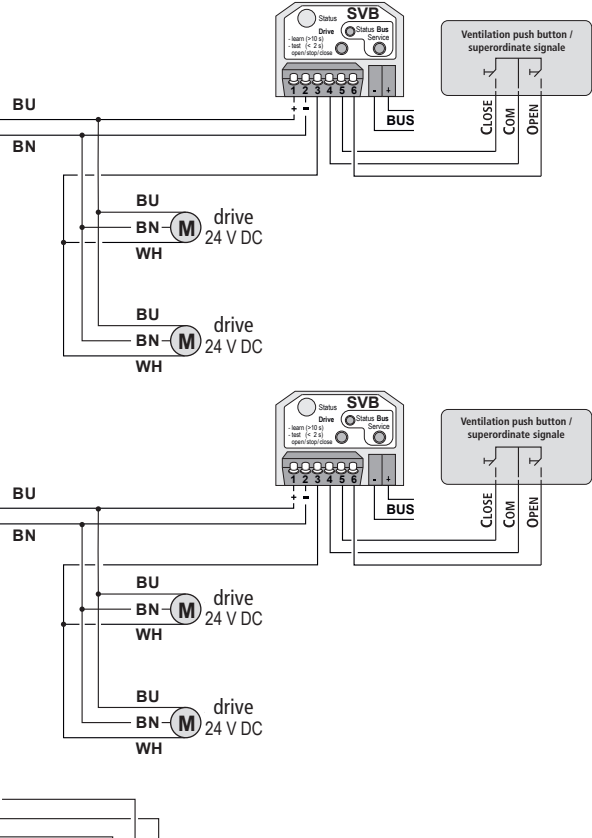 SVB
Status
Drive
Status Bus
Service
- learn (>10 s)
- test (< 2 s)
open/stop/close
1 2 3 4 5 6 - +
+ -
BUS
Ventilation push button /
superordinate signale
CLOSE
COM
OPEN
BU
BN
BU
BN
WH
M
drive
24 V DC
BU
BN
WH
M
drive
24 V DC
SVB
Status
Drive
Status Bus
Service
- learn (>10 s)
- test (< 2 s)
open/stop/close
1 2 3 4 5 6 - +
+ -
BUS
Ventilation push button /
superordinate signale
CLOSE
COM
OPEN
BU
BN
BU
BN
WH
M
drive
24 V DC
BU
BN
WH
M
drive
24 V DC